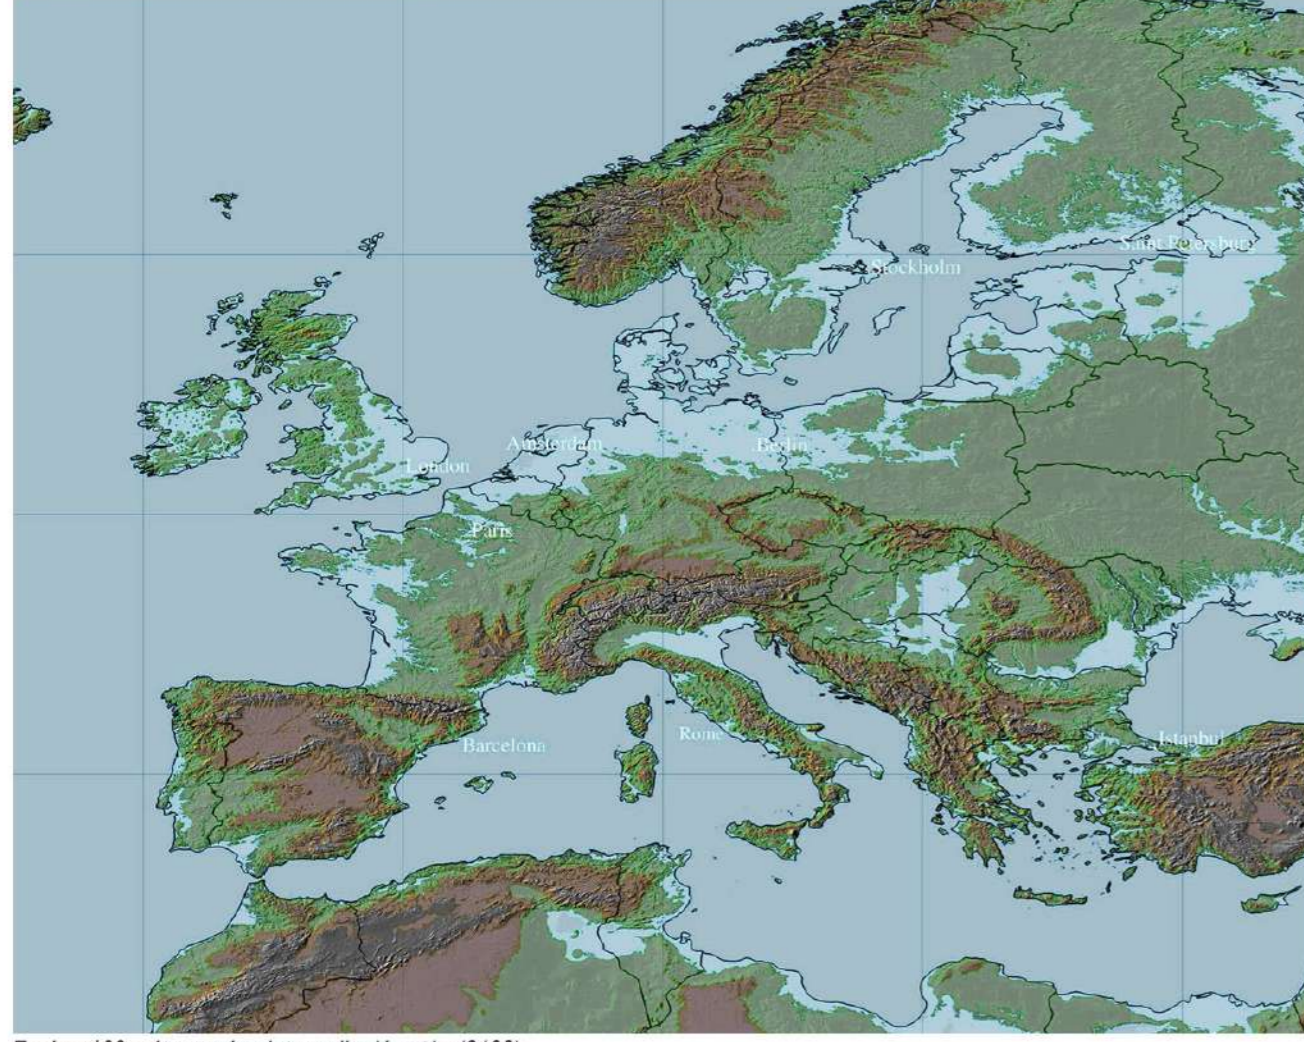 Saint Petersburg
Stockholm
Amsterdam
.Berlin
London
Paris
Barcelona
Rome
Istanbul